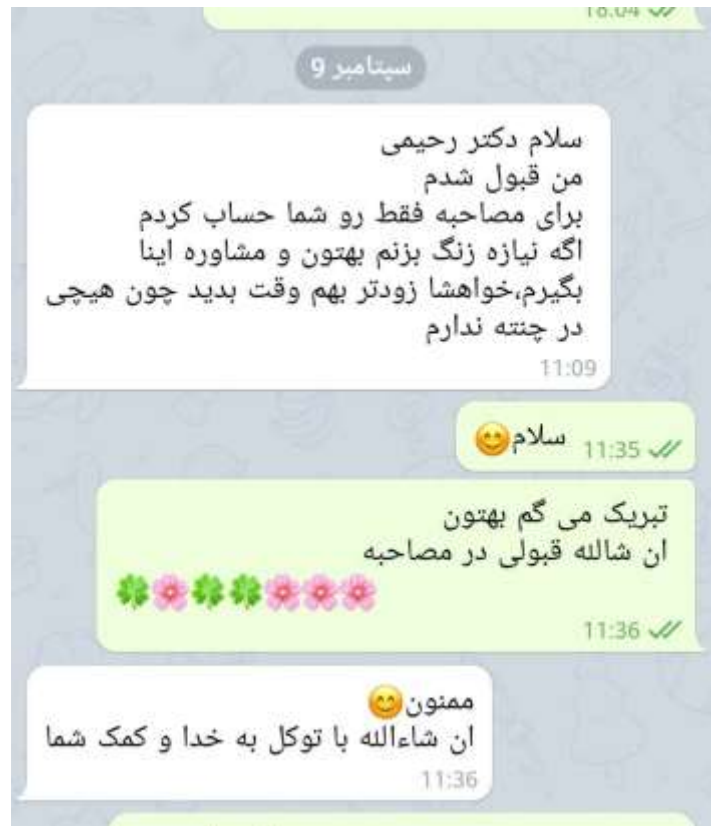 18:04
سپتامبر 9
سلام دکتر رحیمی
من قبول شدم
برای مصاحبه فقط رو شما حساب کردم
اگه نیازه زنگ بزنم بهتون و مشاوره اینا
بگیرم,خواهشا زودتر بهم وقت بدید چون هیچی
در چنته ندارم
11:09
سلام😊 11:35
تبریک می گم بهتون
ان شالله قبولی در مصاحبه
🌸🌸🌸🍀🍀🌸🍀
11:36
ممنون😊
ان شاءالله با توکل به خدا و کمک شما
11:36